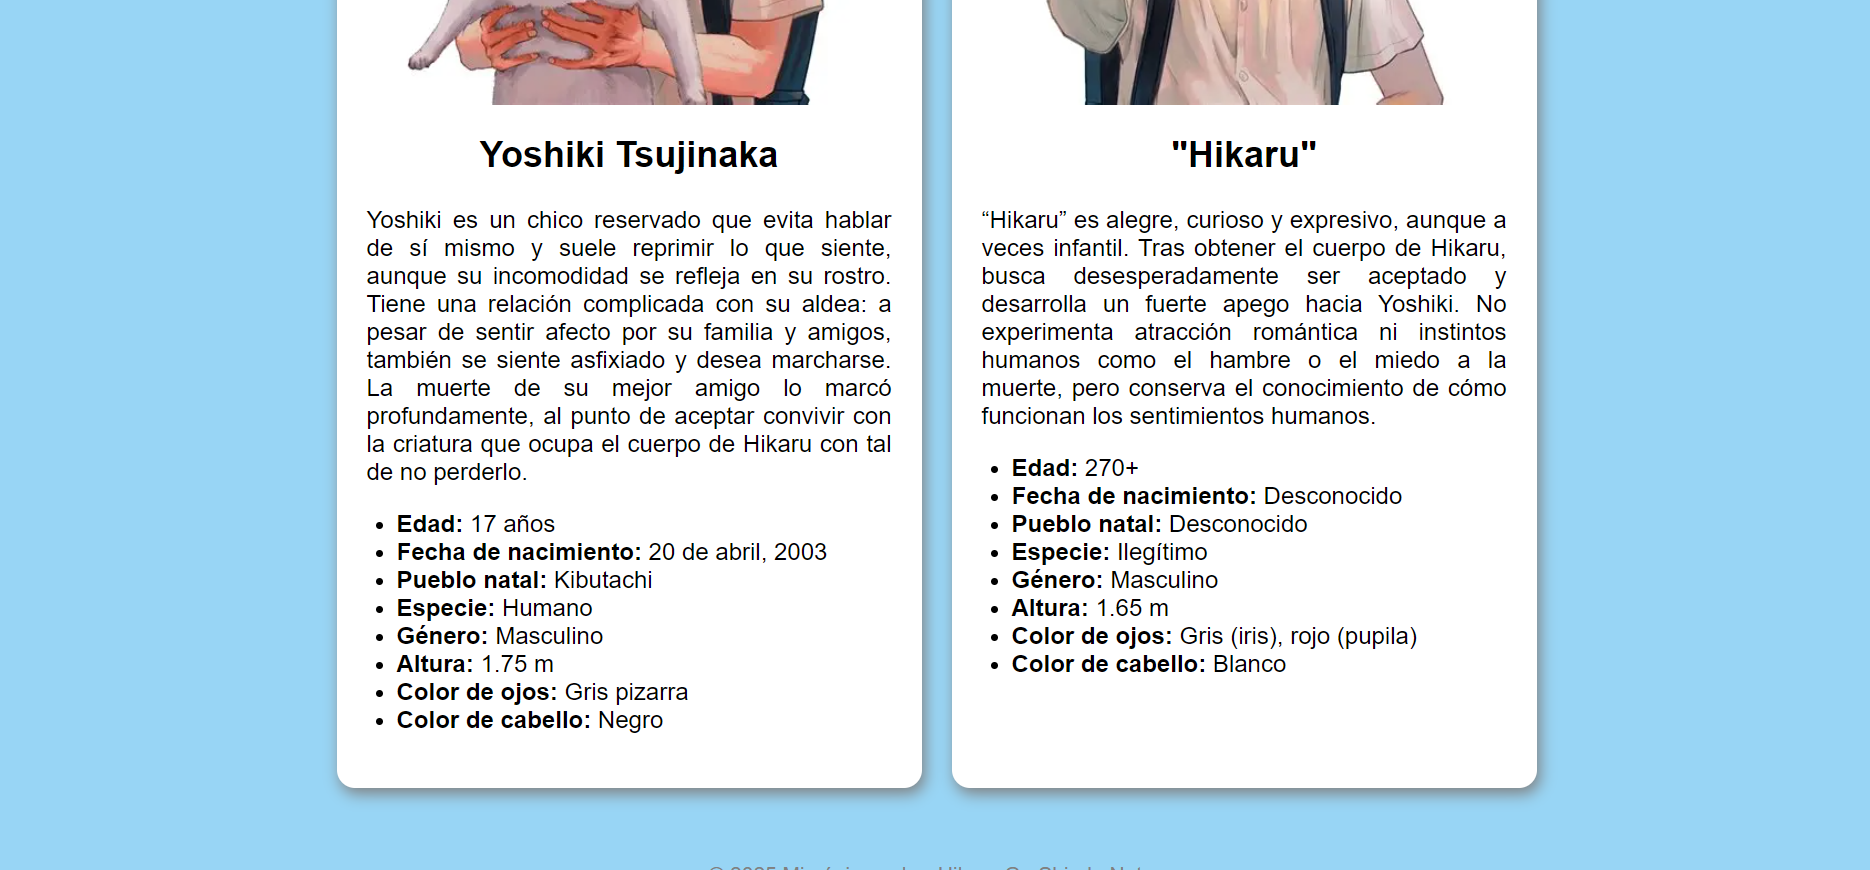 Yoshiki Tsujinaka
Yoshiki es un chico reservado que evita hablar
de sí mismo y suele reprimir lo que siente,
aunque su incomodidad se refleja en su rostro.
Tiene una relación complicada con su aldea: a
pesar de sentir afecto por su familia y amigos,
también se siente asfixiado y desea marcharse.
La muerte de su mejor amigo lo marcó
profundamente, al punto de aceptar convivir con
la criatura que ocupa el cuerpo de Hikaru con tal
de no perderlo.
• Edad: 17 años
• Fecha de nacimiento: 20 de abril, 2003
• Pueblo natal: Kibutachi
• Especie: Humano
• Género: Masculino
• Altura: 1.75 m
• Color de ojos: Gris pizarra
• Color de cabello: Negro
"Hikaru"
“Hikaru” es alegre, curioso y expresivo, aunque a
veces infantil. Tras obtener el cuerpo de Hikaru,
busca desesperadamente ser aceptado y
desarrolla un fuerte apego hacia Yoshiki. No
experimenta atracción romántica ni instintos
humanos como el hambre o el miedo a la
muerte, pero conserva el conocimiento de cómo
funcionan los sentimientos humanos.
• Edad: 270+
• Fecha de nacimiento: Desconocido
• Pueblo natal: Desconocido
• Especie: Ilegítimo
• Género: Masculino
• Altura: 1.65 m
• Color de ojos: Gris (iris), rojo (pupila)
• Color de cabello: Blanco